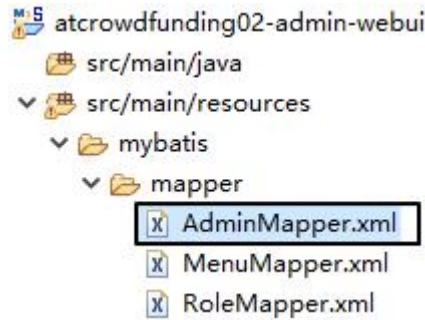 atcrowdfunding02-admin-webui
src/main/java
src/main/resources
mybatis
mapper
AdminMapper.xml
MenuMapper.xml
RoleMapper.xml